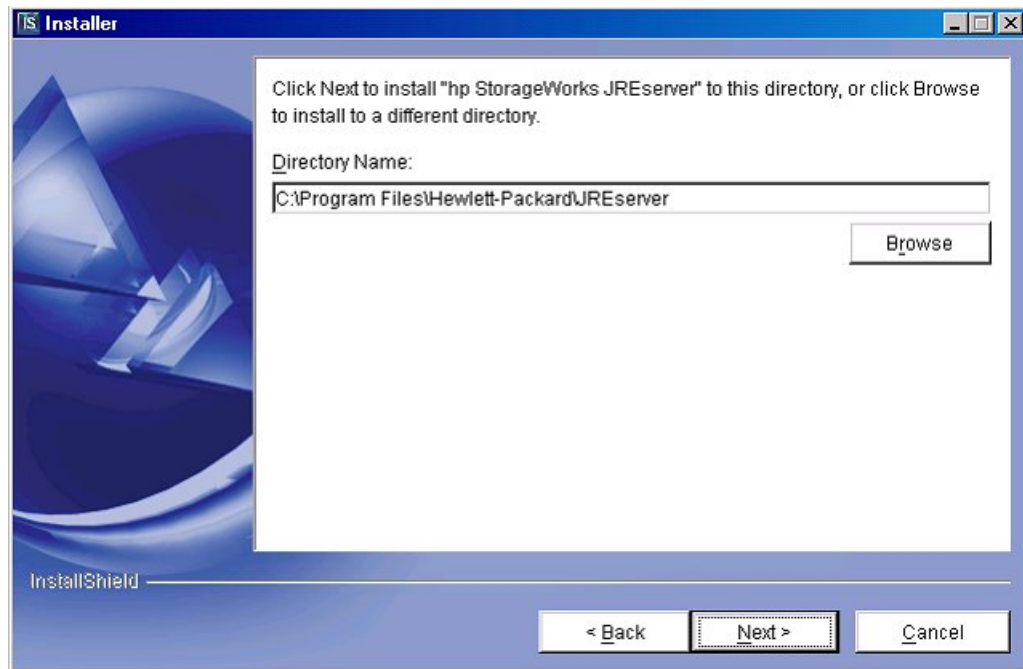 IS Installer
Click Next to install "hp StorageWorks JREserver" to this directory, or click Browse
to install to a different directory.
Directory Name:
C:\Program Files\Hewlett-Packard\JREserver
Browse
InstallShield
< Back Next > Cancel